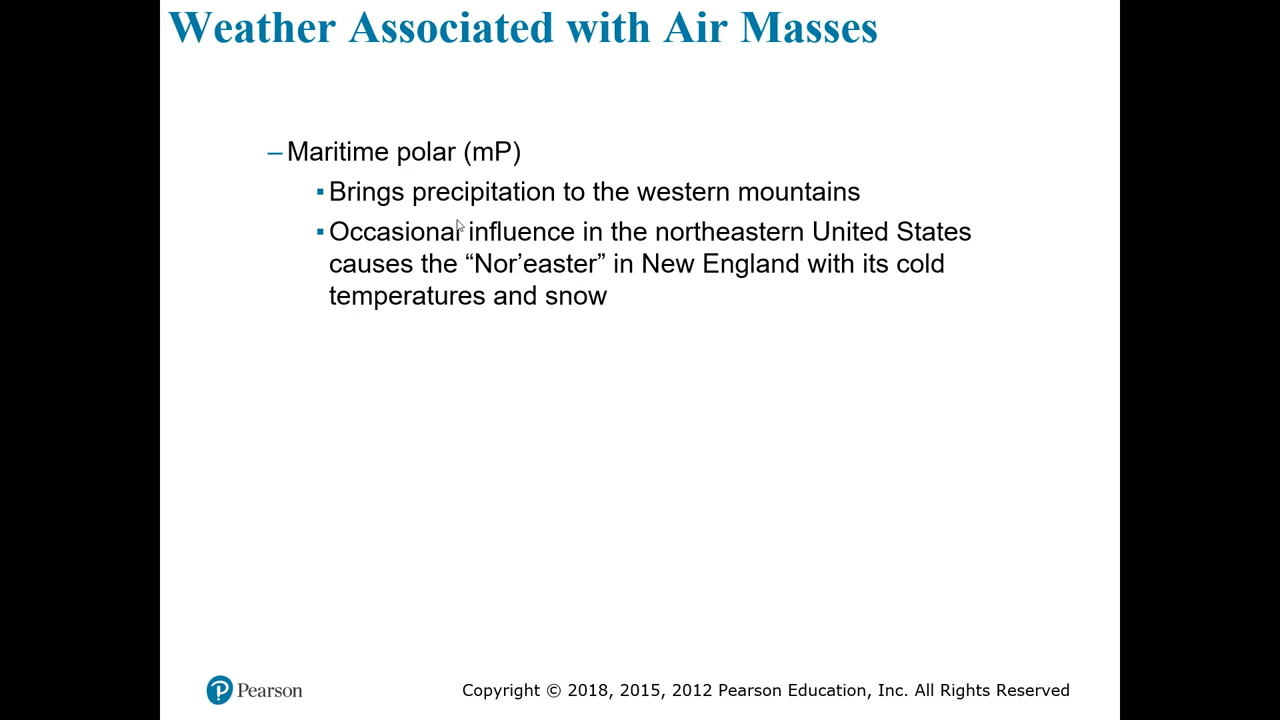 Weather Associated with Air Masses
– Maritime polar (mP)
▪ Brings precipitation to the western mountains
▪ Occasional influence in the northeastern United States
causes the “Nor’easter” in New England with its cold
temperatures and snow
P Pearson
Copyright © 2018, 2015, 2012 Pearson Education, Inc. All Rights Reserved